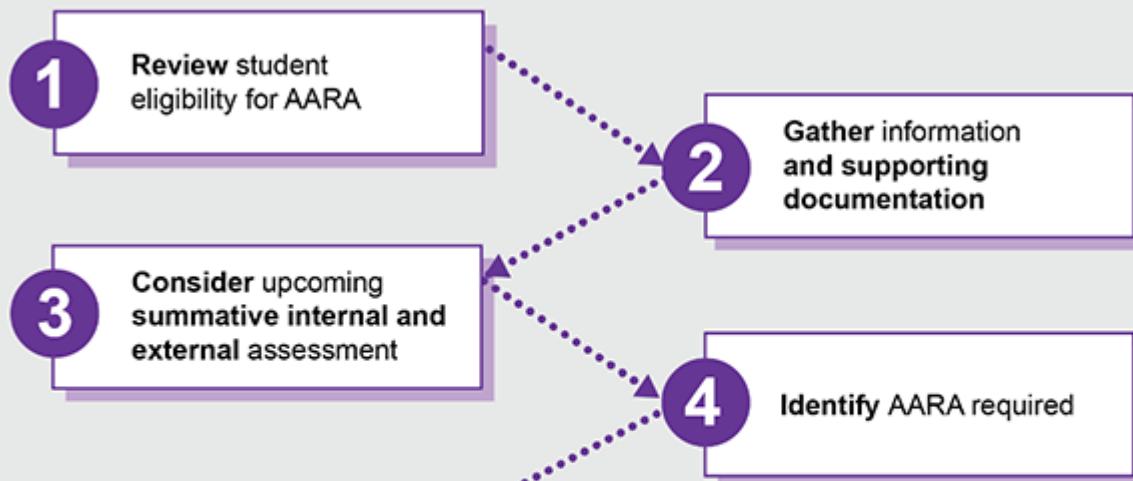 1
Review student
eligibility for AARA
2
Gather information
and supporting
documentation
3
Consider upcoming
summative internal and
external assessment
4
Identify AARA required